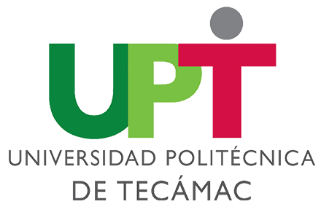 UPT
UNIVERSIDAD POLITÉCNICA
DE TECÁMAC